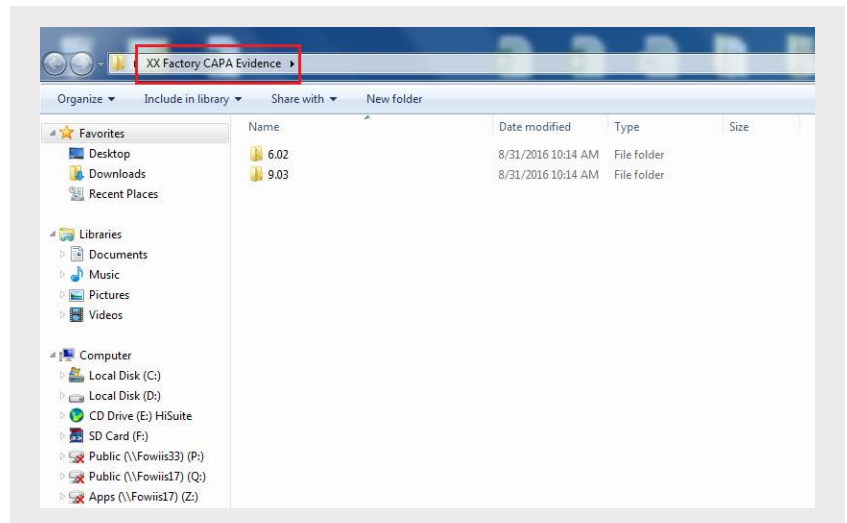 XX Factory CAPA Evidence
Organize Include in library Share with New folder
Name Date modified Type Size
6.02 8/31/2016 10:14 AM File folder
9.03 8/31/2016 10:14 AM File folder
Favorites
Desktop
Downloads
Recent Places
Libraries
Documents
Music
Pictures
Videos
Computer
Local Disk (C:)
Local Disk (D:)
CD Drive (E:) HiSuite
SD Card (F:)
Public (\\Fowiis33) (P:)
Public (\\Fowiis17) (Q:)
Apps (\\Fowiis17) (Z:)